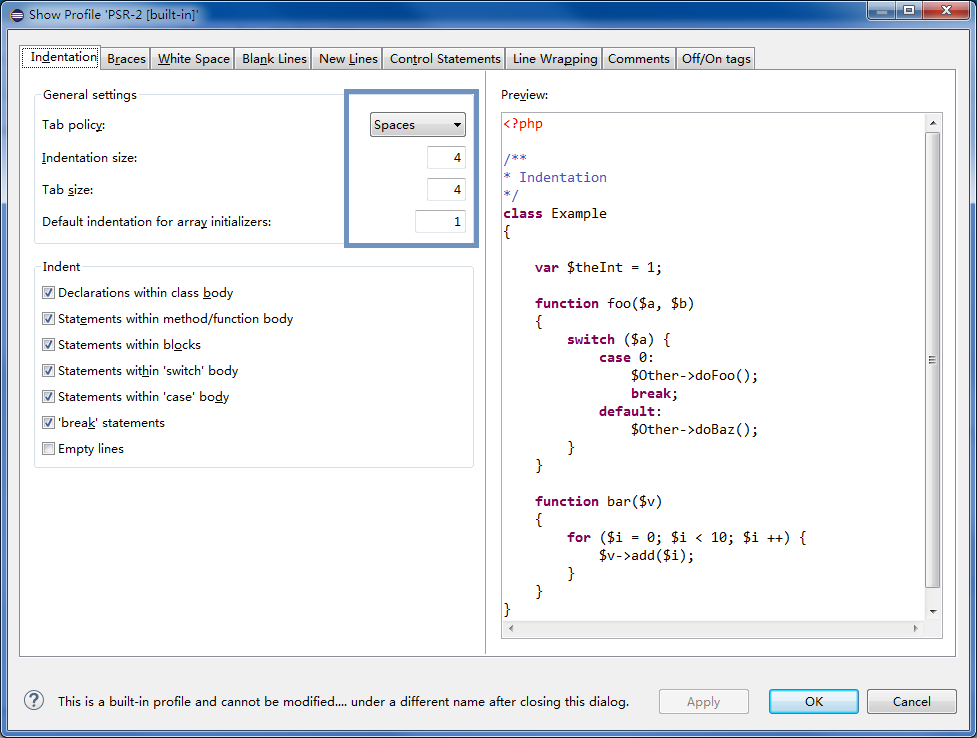 Show Profile 'PSR-2 [built-in]'
Indentation Braces White Space Blank Lines New Lines Control Statements Line Wrapping Comments Off/On tags
General settings
Tab policy: Spaces
Indentation size: 4
Tab size: 4
Default indentation for array initializers: 1
Indent
Declarations within class body
Statements within method/function body
Statements within blocks
Statements within 'switch' body
Statements within 'case' body
'break' statements
Empty lines
Preview:
<?php
/**
* Indentation
*/
class Example
{
var $theInt = 1;
function foo($a, $b)
{
switch ($a) {
case 0:
$Other->doFoo();
break;
default:
$Other->doBaz();
}
}
function bar($v)
{
for ($i = 0; $i < 10; $i ++) {
$v->add($i);
}
}
}
? This is a built-in profile and cannot be modified.... under a different name after closing this dialog. Apply OK Cancel